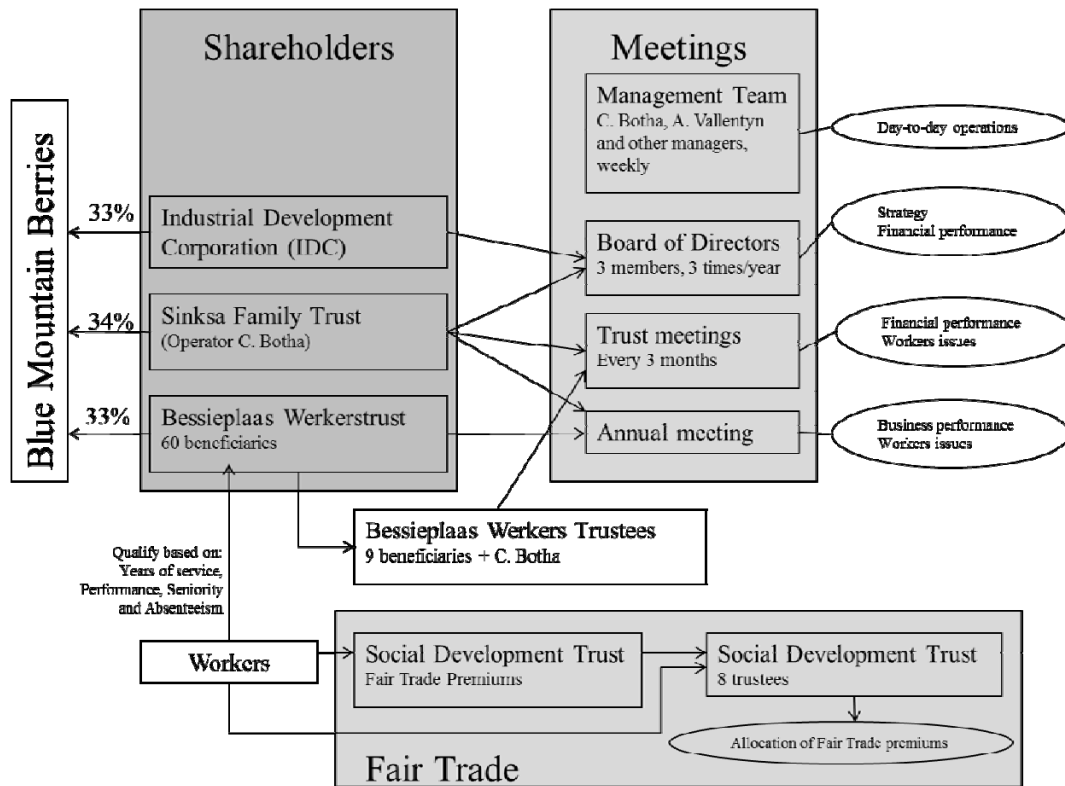 Shareholders
Meetings
Blue Mountain Berries
33%
34%
33%
Industrial Development
Corporation (IDC)
Sinksa Family Trust
(Operator C. Botha)
Bessieplaas Werkerstrust
60 beneficiaries
Management Team
C. Botha, A. Vallentyn
and other managers,
weekly
Board of Directors
3 members, 3 times/year
Trust meetings
Every 3 months
Annual meeting
Day-to-day operations
Strategy
Financial performance
Financial performance
Workers issues
Business performance
Workers issues
Bessieplaas Werkers Trustees
9 beneficiaries + C. Botha
Qualify based on:
Years of service,
Performance, Seniority
and Absenteeism
Workers
Social Development Trust
Fair Trade Premiums
Social Development Trust
8 trustees
Allocation of Fair Trade premiums
Fair Trade